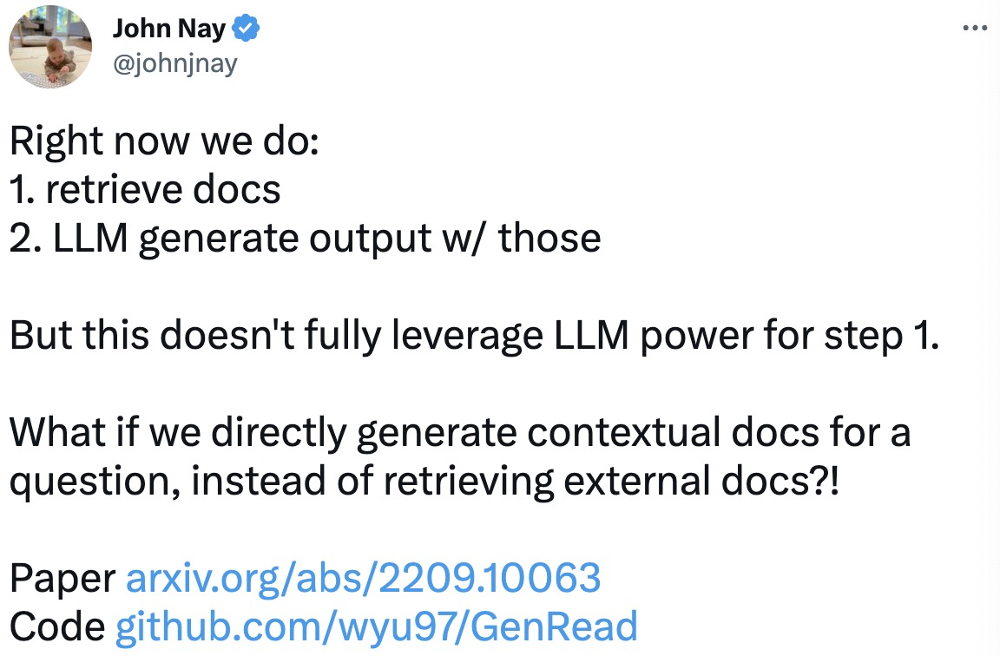 John Nay
@johnjnay
Right now we do:
1. retrieve docs
2. LLM generate output w/ those
But this doesn't fully leverage LLM power for step 1.
What if we directly generate contextual docs for a
question, instead of retrieving external docs?!
Paper arxiv.org/abs/2209.10063
Code github.com/wyu97/GenRead